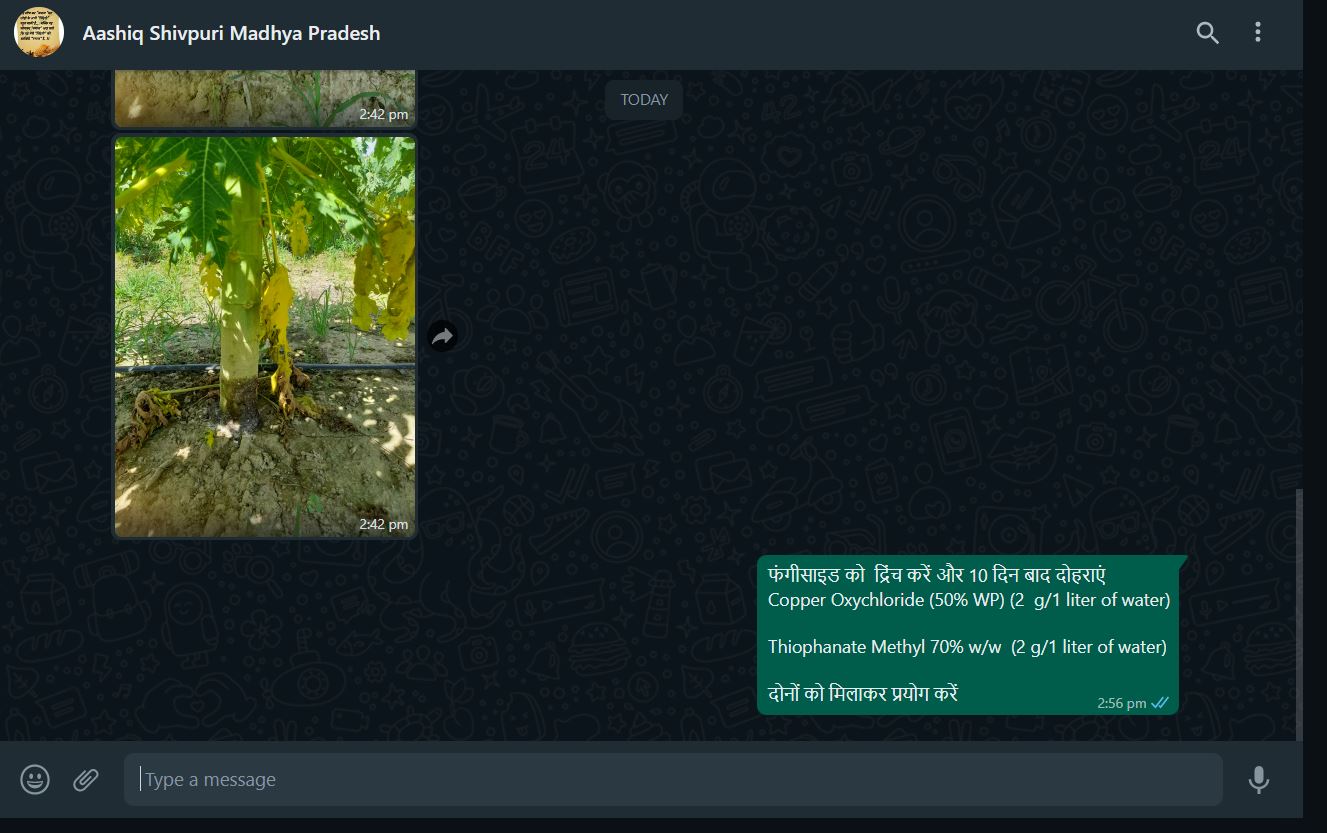 Aashiq Shivpuri Madhya Pradesh
TODAY
2:42 pm
2:42 pm
फंगीसाइड को द्रिंच करें और 10 दिन बाद दोहराएं
Copper Oxychloride (50% WP) (2 g/1 liter of water)
Thiophanate Methyl 70% w/w (2 g/1 liter of water)
दोनों को मिलाकर प्रयोग करें
2:56 pm
Type a message